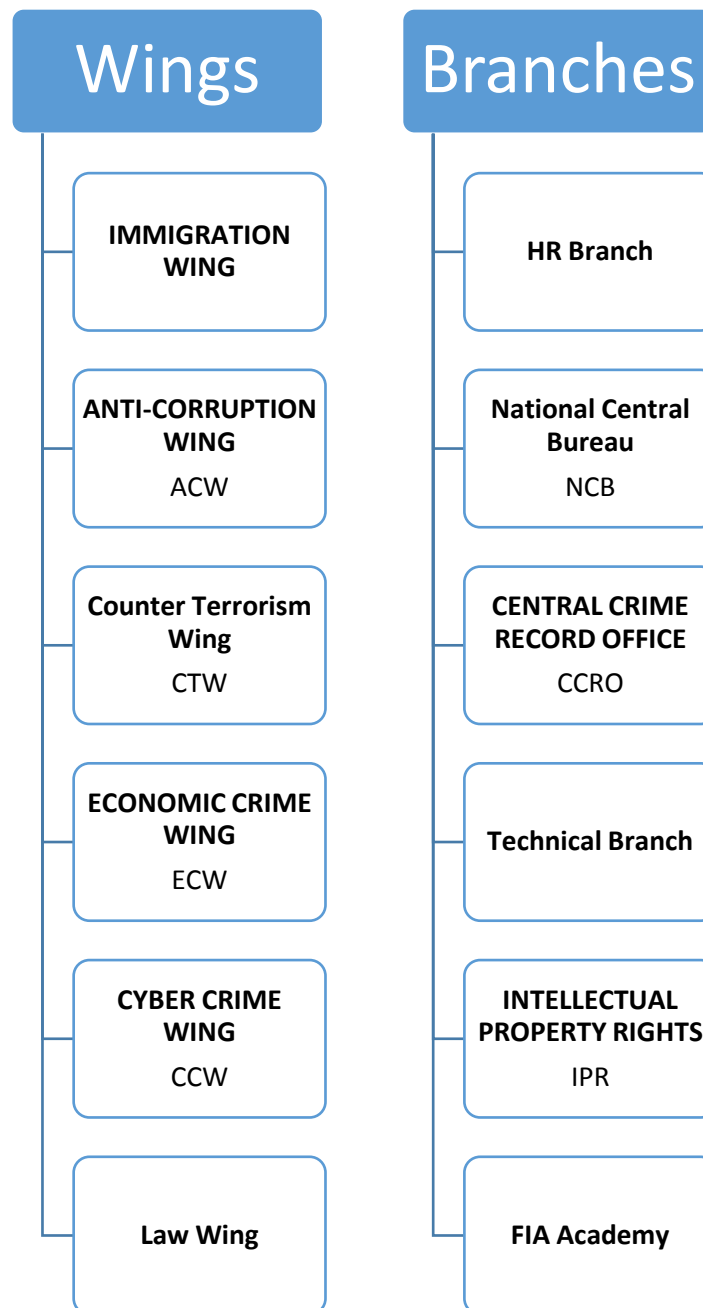 Wings
IMMIGRATION
WING
ANTI-CORRUPTION
WING
ACW
Counter Terrorism
Wing
CTW
ECONOMIC CRIME
WING
ECW
CYBER CRIME
WING
CCW
Law Wing
Branches
HR Branch
National Central
Bureau
NCB
CENTRAL CRIME
RECORD OFFICE
CCRO
Technical Branch
INTELLECTUAL
PROPERTY RIGHTS
IPR
FIA Academy